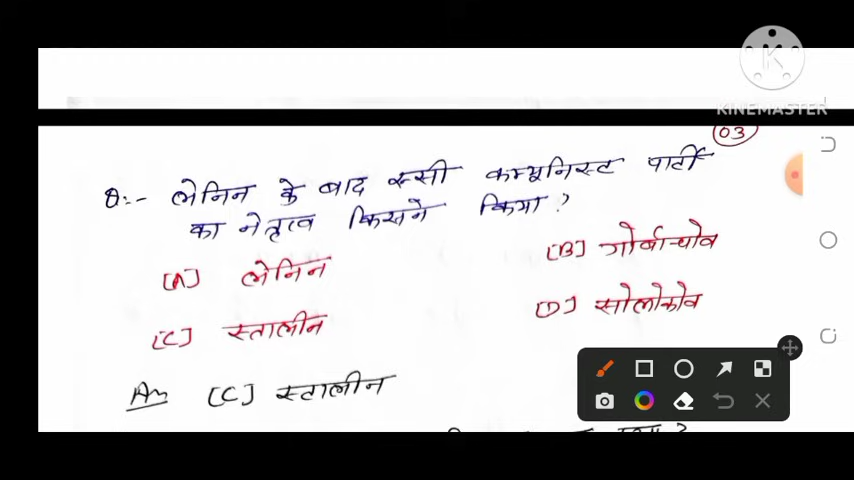 KINEMASTER
03
Q:- लेनिन के बाद रूसी कम्युनिस्ट पार्टी
का नेतृत्व किसने किया?
[A] लेनिन
[B] गोर्बाचोव
[C] स्तालीन
[D] सोलोकोव
Ans [C] स्टालीन